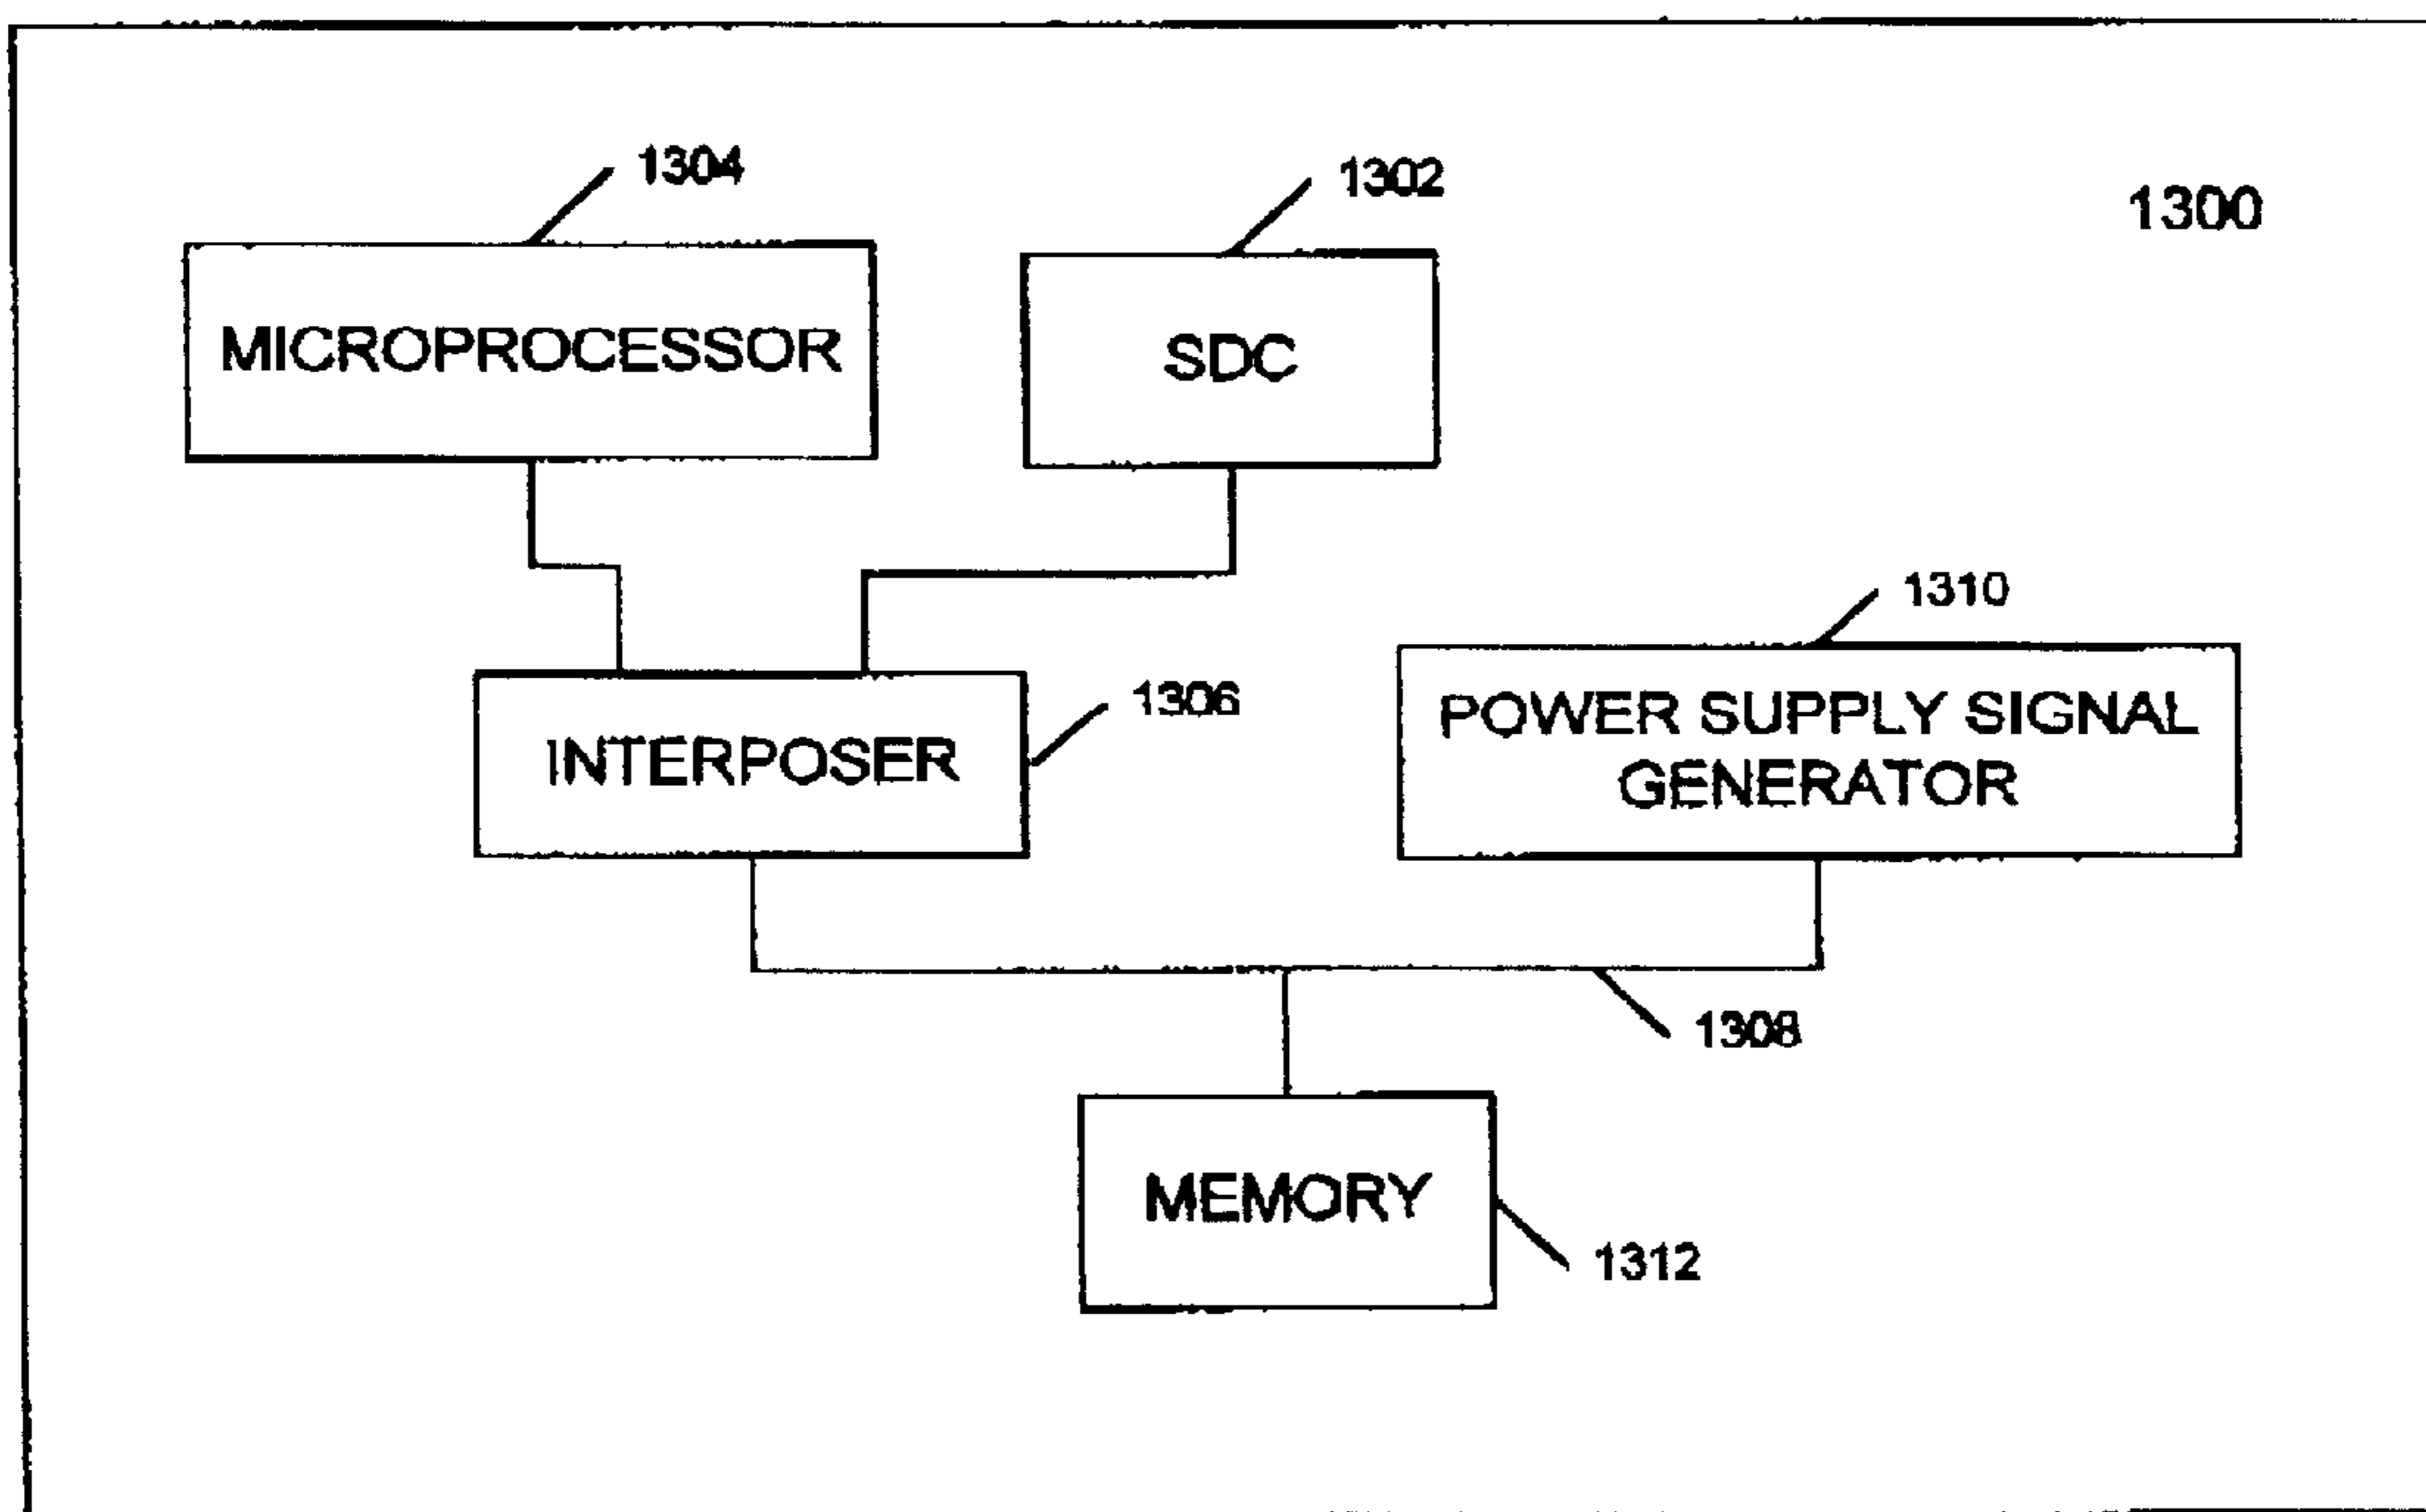 1304
1302
1300
MICROPROCESSOR
SDC
1310
1306
POWER SUPPLY SIGNAL
GENERATOR
INTERPOSER
1308
MEMORY
1312